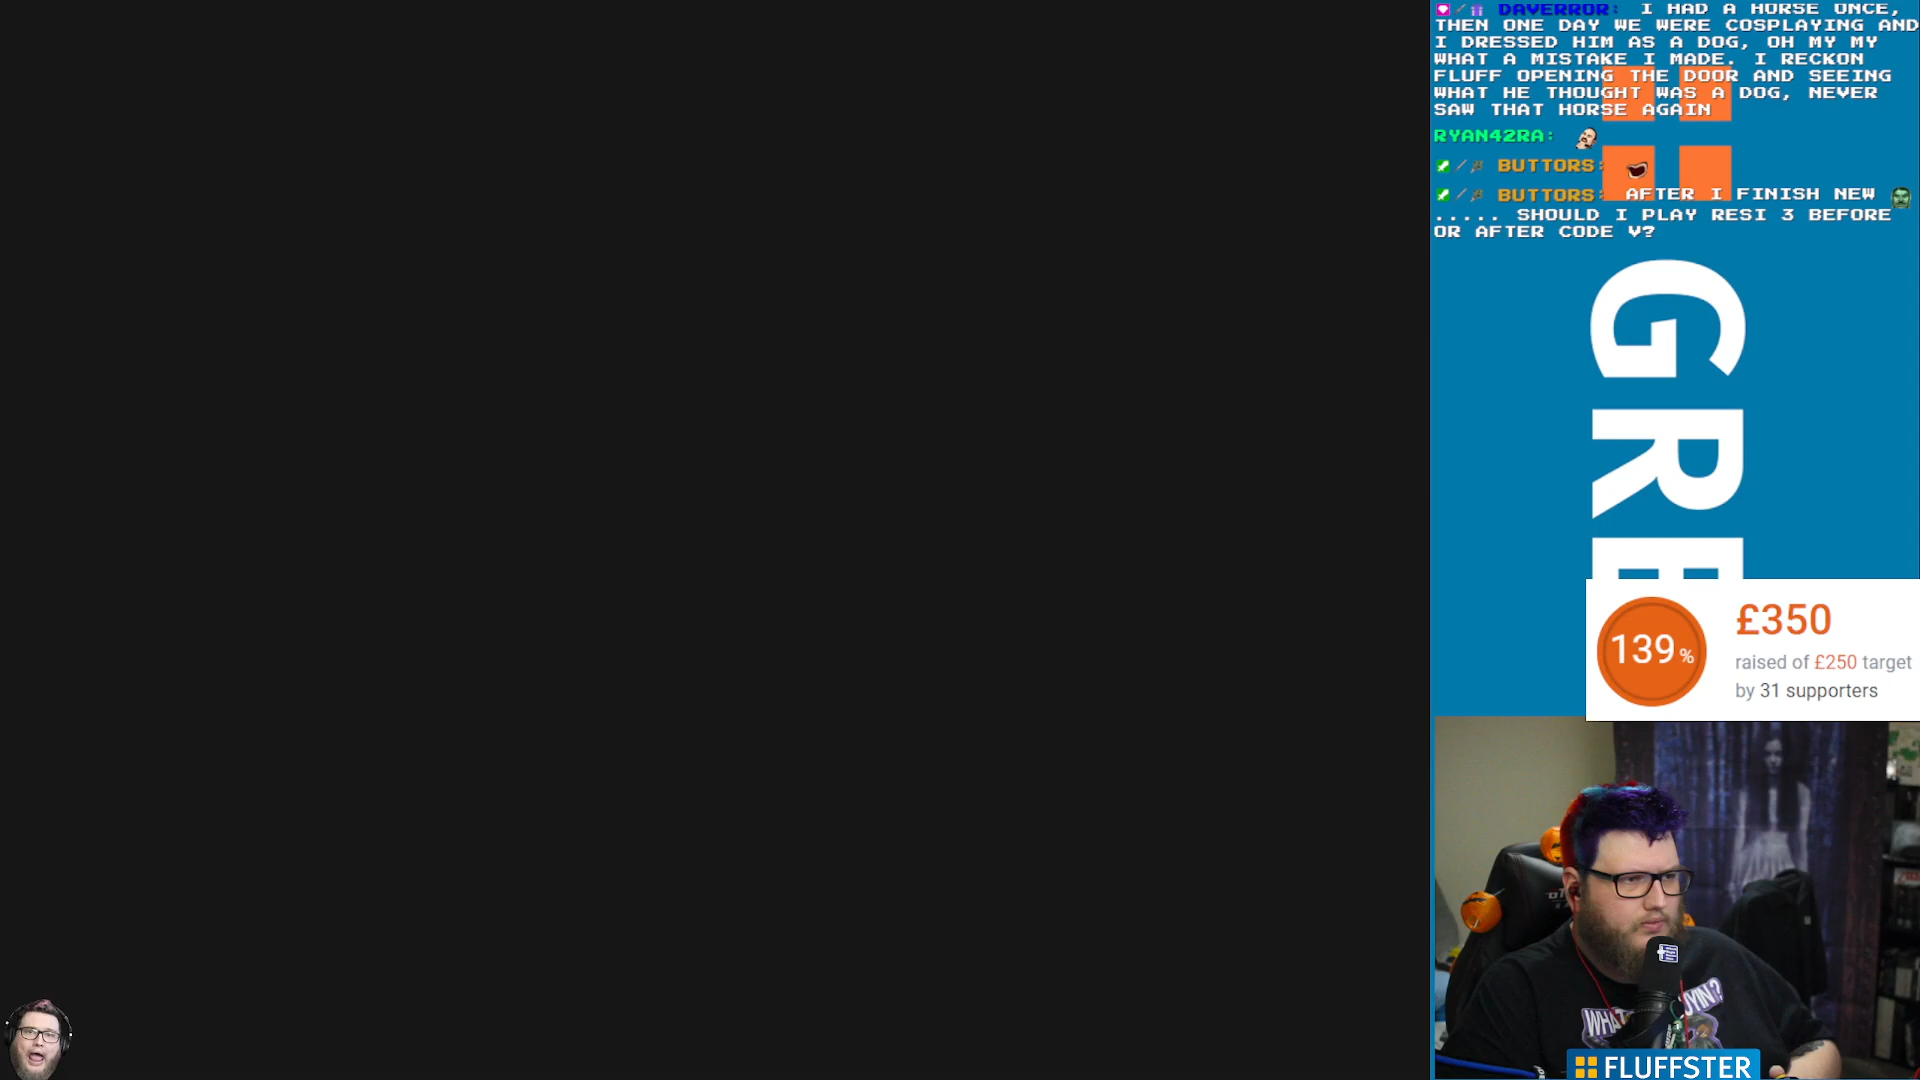 DAVERROR: I HAD A HORSE ONCE,
THEN ONE DAY WE WERE COSPLAYING AND
I DRESSED HIM AS A DOG, OH MY MY
WHAT A MISTAKE I MADE. I RECKON
FLUFF OPENING THE DOOR AND SEEING
WHAT HE THOUGHT WAS A DOG, NEVER
SAW THAT HORSE AGAIN
RYAN42RA:
BUTTORS:
BUTTORS: AFTER I FINISH NEW
..... SHOULD I PLAY RESI 3 BEFORE
OR AFTER CODE V?
GRE
139%
£350
raised of £250 target
by 31 supporters
WHAT
UYIN?
FLUFFSTER